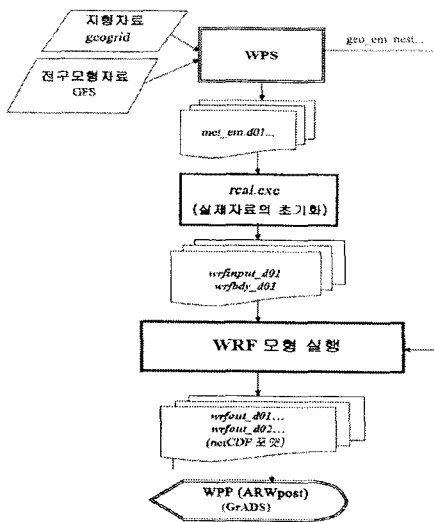 지형자료
geogrid
전구모형자료
GFS
WPS
geo_em_nest...
met_em.d01...
real.exe
(실제자료의 초기화)
wrfinput_d01
wrfbdy_d01
WRF 모형 실행
wrfout_d01...
wrfout_d02...
(netCDF 포맷)
WPP (ARWpost)
(GrADS)